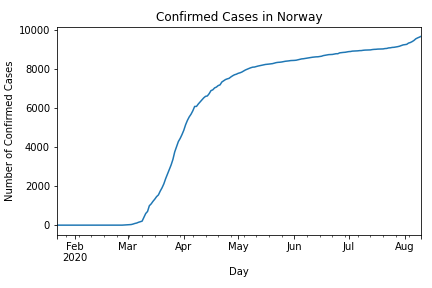 Confirmed Cases in Norway
Number of Confirmed Cases
10000
8000
6000
4000
2000
0
Feb Mar Apr May Jun Jul Aug
2020
Day